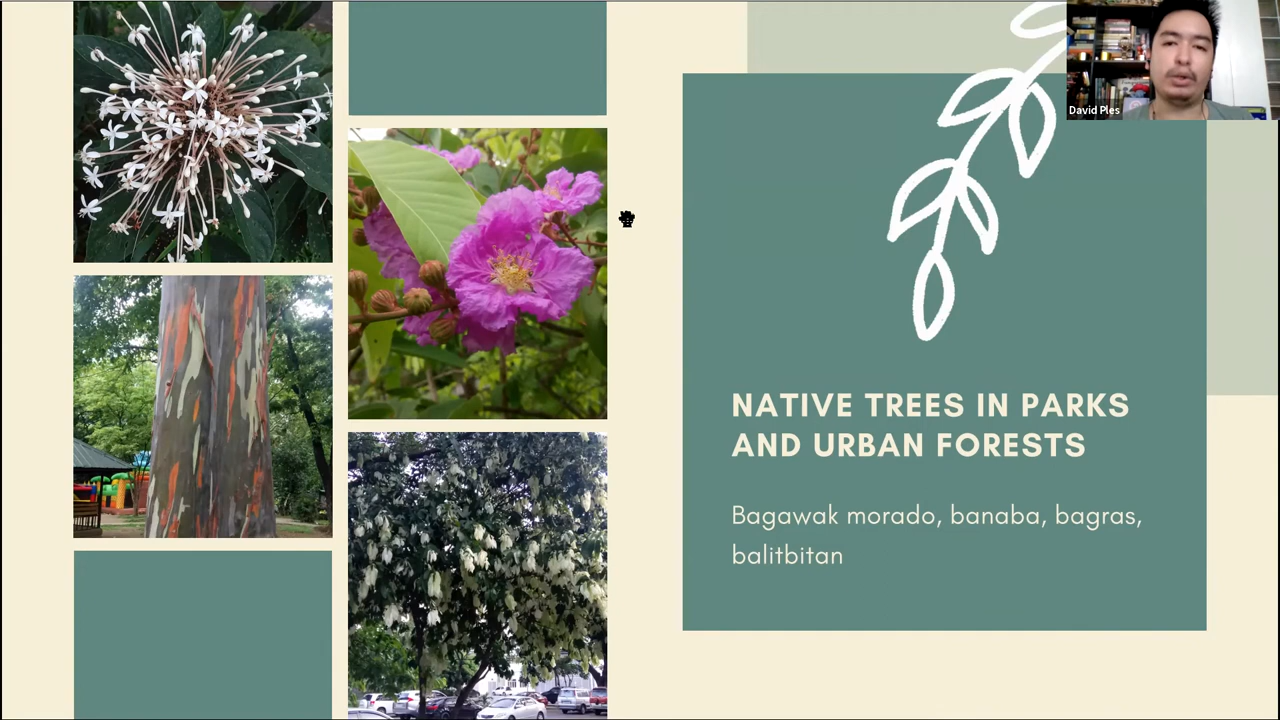 David Ples
NATIVE TREES IN PARKS
AND URBAN FORESTS
Bagawak morado, banaba, bagras,
balitbitan